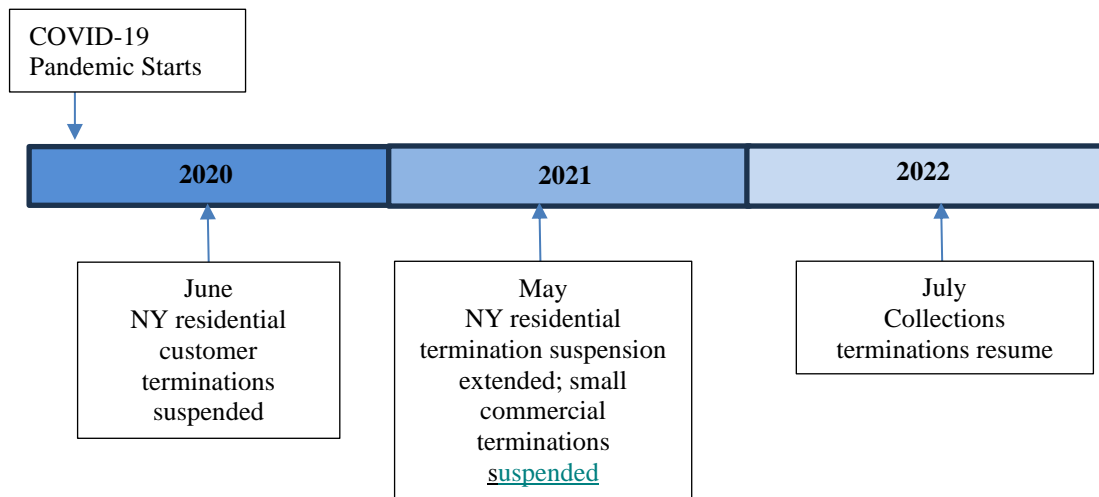 COVID-19
Pandemic Starts
2020
2021
2022
June
NY residential
customer
terminations
suspended
May
NY residential
termination suspension
extended; small
commercial
terminations
suspended
July
Collections
terminations resume